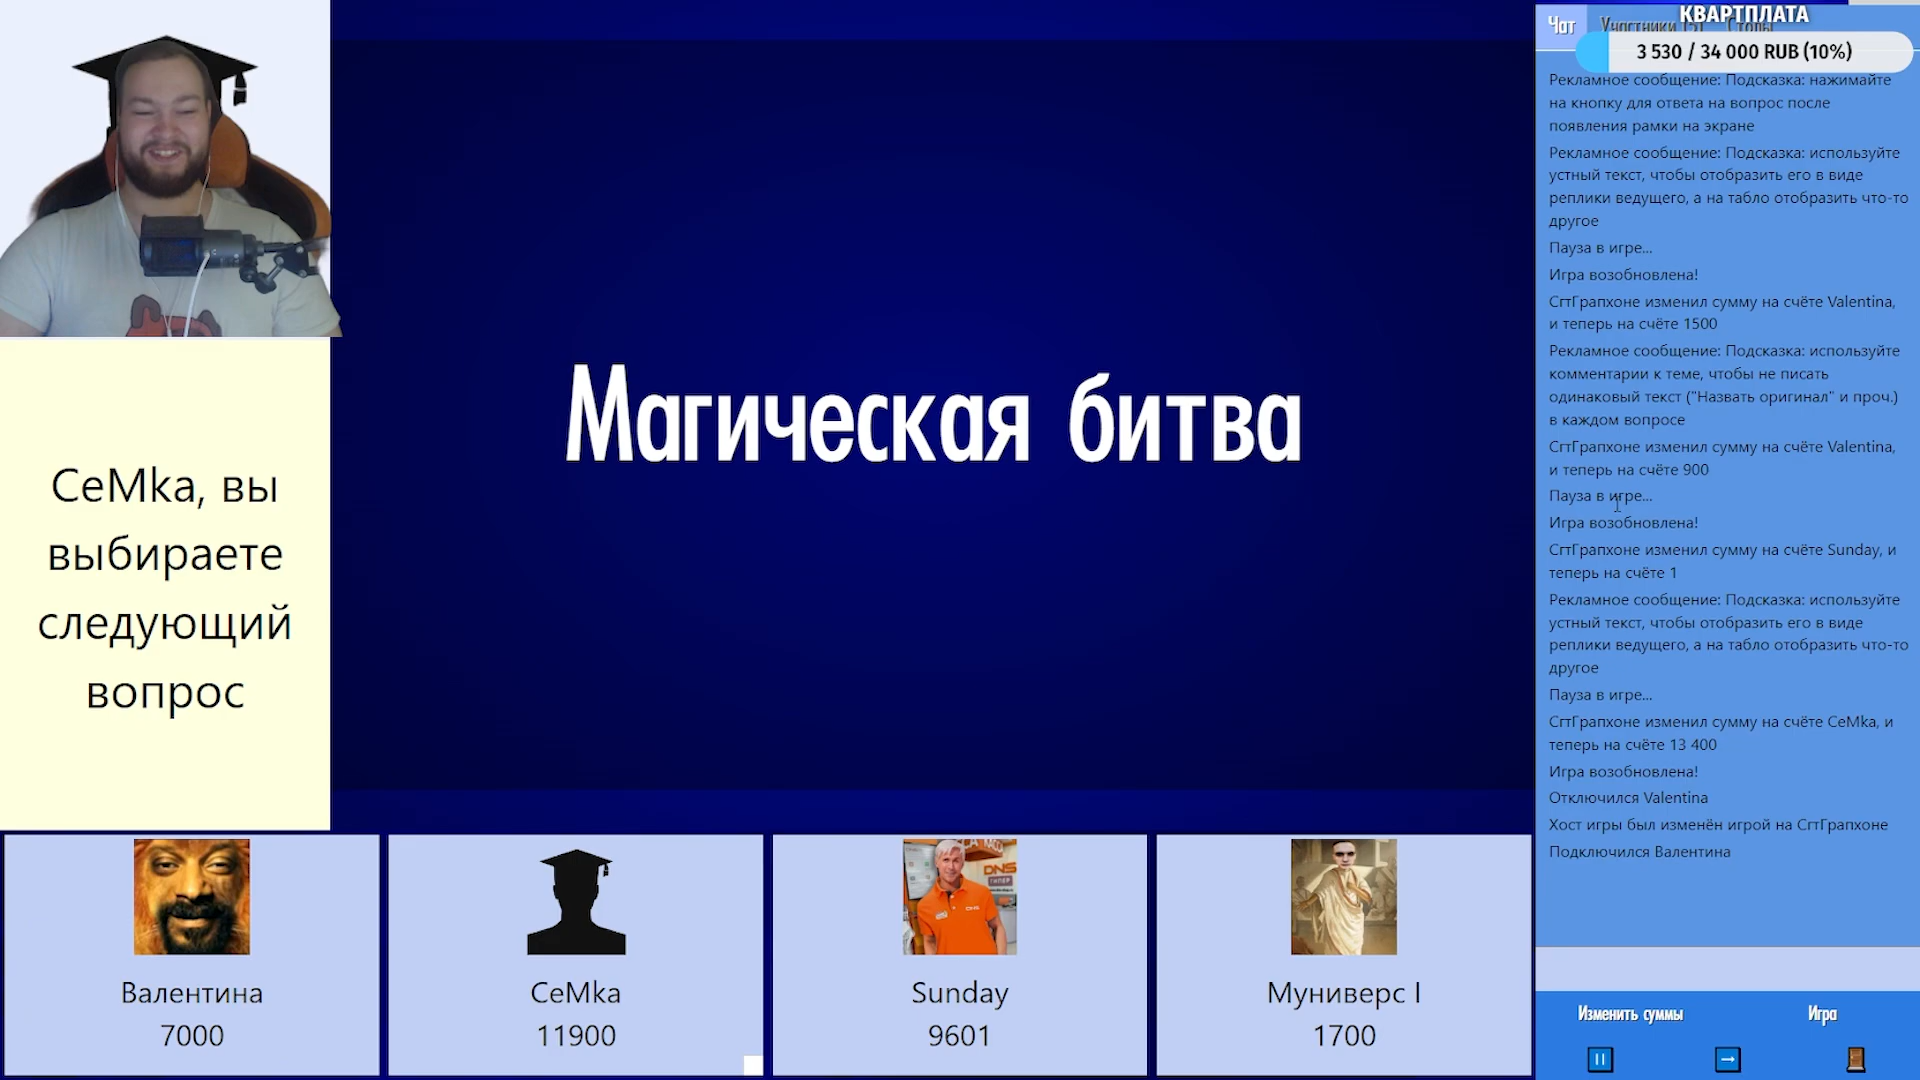 КВАРТПЛАТА
Чат Участники (5) Столы
3 530 / 34 000 RUB (10%)
Рекламное сообщение: Подсказка: нажимайте
на кнопку для ответа на вопрос после
появления рамки на экране
Рекламное сообщение: Подсказка: используйте
устный текст, чтобы отобразить его в виде
реплики ведущего, а на табло отобразить что-то
другое
Пауза в игре...
Игра возобновлена!
СгтГрапхоне изменил сумму на счёте Valentina,
и теперь на счёте 1500
Рекламное сообщение: Подсказка: используйте
комментарии к теме, чтобы не писать
одинаковый текст ("Назвать оригинал" и проч.)
в каждом вопросе
СгтГрапхоне изменил сумму на счёте Valentina,
и теперь на счёте 900
Пауза в игре...
Игра возобновлена!
СгтГрапхоне изменил сумму на счёте Sunday, и
теперь на счёте 1
Рекламное сообщение: Подсказка: используйте
устный текст, чтобы отобразить его в виде
реплики ведущего, а на табло отобразить что-то
другое
Пауза в игре...
СгтГрапхоне изменил сумму на счёте CeMka, и
теперь на счёте 13 400
Игра возобновлена!
Отключился Valentina
Хост игры был изменён игрой на СгтГрапхоне
Подключился Валентина
Магическая битва
CeMka, вы
выбираете
следующий
вопрос
DNS
ГИПЕР
Валентина
7000
CeMka
11900
Sunday
9601
Муниверс I
1700
Изменить суммы
Игра